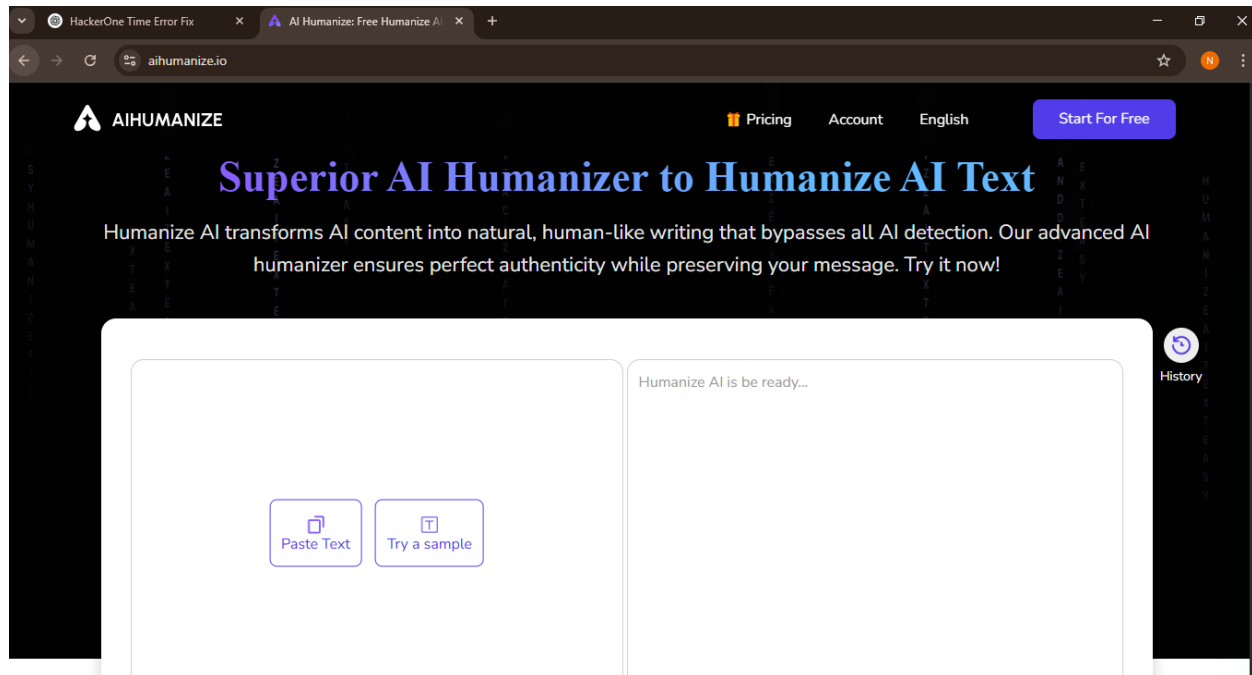 HackerOne Time Error Fix
AI Humanize: Free Humanize AI
aihumanize.io
N
AIHUMANIZE
Pricing
Account
English
Start For Free
Superior AI Humanizer to Humanize AI Text
Humanize AI transforms AI content into natural, human-like writing that bypasses all AI detection. Our advanced AI
humanizer ensures perfect authenticity while preserving your message. Try it now!
Humanize AI is be ready...
History
Paste Text
T
Try a sample